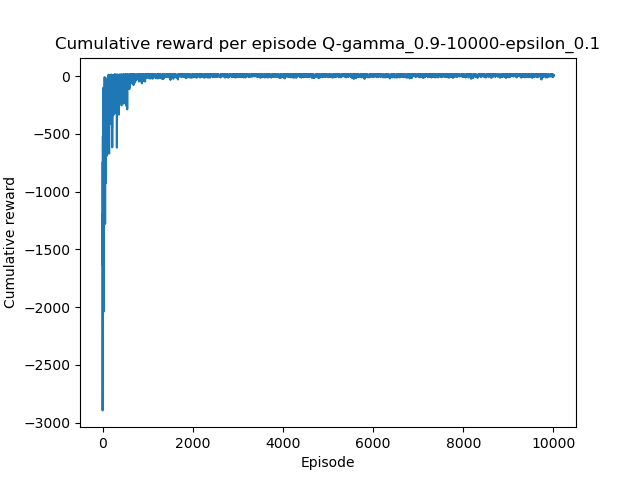 Cumulative reward per episode Q-gamma_0.9-10000-epsilon_0.1
0
−500
−1000
−1500
−2000
−2500
−3000
Cumulative reward
0 2000 4000 6000 8000 10000
Episode